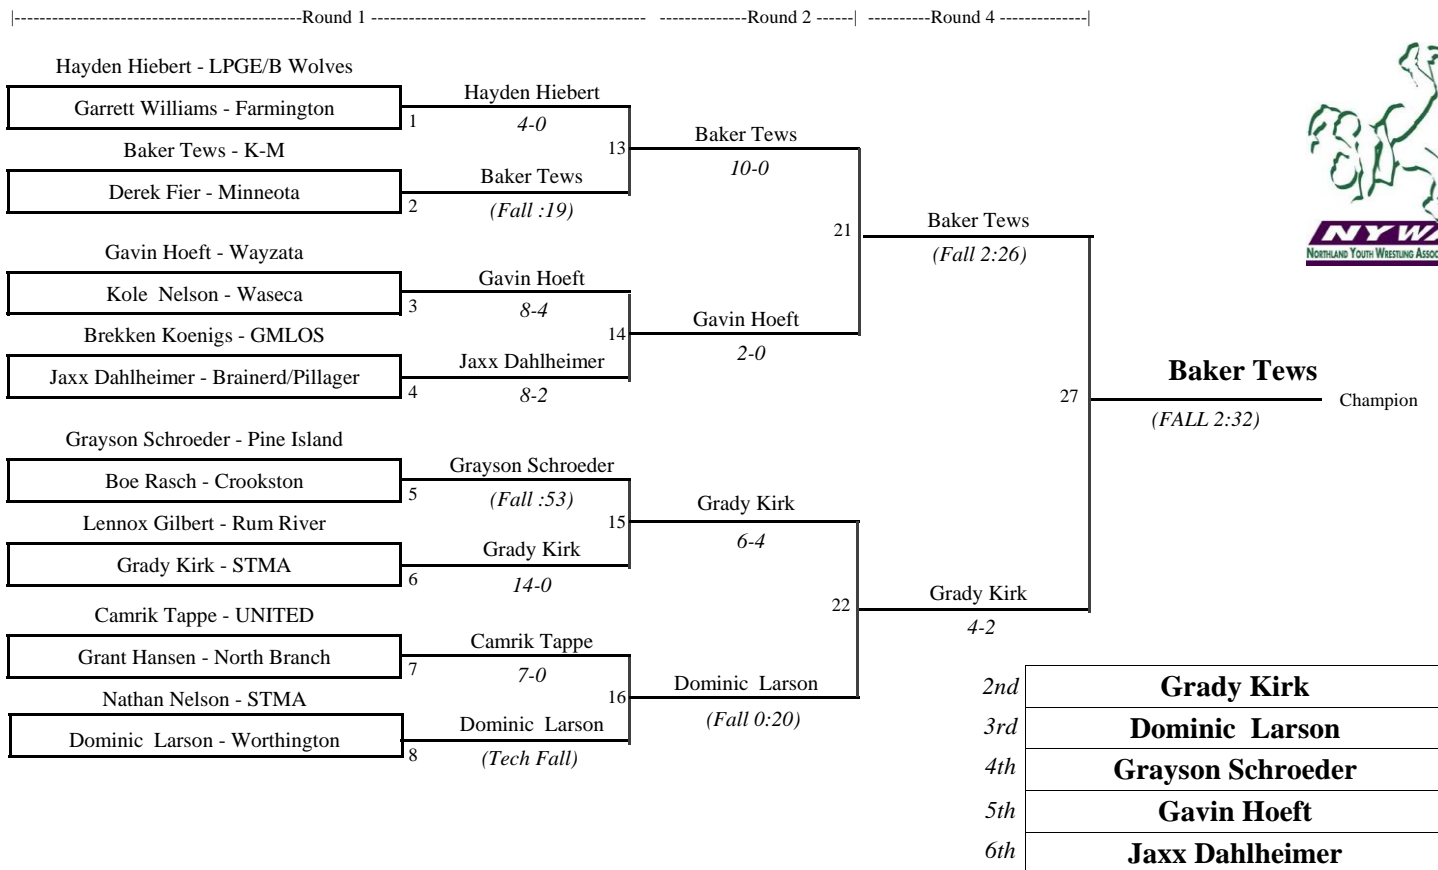 |----------------------------------------------Round 1 --------------------------------------------  --------------Round 2 ------|  ----------Round 4 --------------|
Hayden Hiebert - LPGE/B Wolves
Garrett Williams - Farmington
1
Hayden Hiebert
4-0
Baker Tews - K-M
Derek Fier - Minneota
2
Baker Tews
(Fall :19)
13
Baker Tews
10-0
Gavin Hoeft - Wayzata
Kole  Nelson - Waseca
3
Gavin Hoeft
8-4
Brekken Koenigs - GMLOS
Jaxx Dahlheimer - Brainerd/Pillager
4
Jaxx Dahlheimer
8-2
14
Gavin Hoeft
2-0
21
Baker Tews
(Fall 2:26)
Grayson Schroeder - Pine Island
Boe Rasch - Crookston
5
Grayson Schroeder
(Fall :53)
Lennox Gilbert - Rum River
Grady Kirk - STMA
6
Grady Kirk
14-0
15
Grady Kirk
6-4
Camrik Tappe - UNITED
Grant Hansen - North Branch
7
Camrik Tappe
7-0
Nathan Nelson - STMA
Dominic  Larson - Worthington
8
Dominic  Larson
(Tech Fall)
16
Dominic  Larson
(Fall 0:20)
22
Grady Kirk
4-2
27
Baker Tews
Champion
(FALL 2:32)
NYWA
NORTHLAND YOUTH WRESTLING ASSOC
2nd Grady Kirk
3rd Dominic  Larson
4th Grayson Schroeder
5th Gavin Hoeft
6th Jaxx Dahlheimer